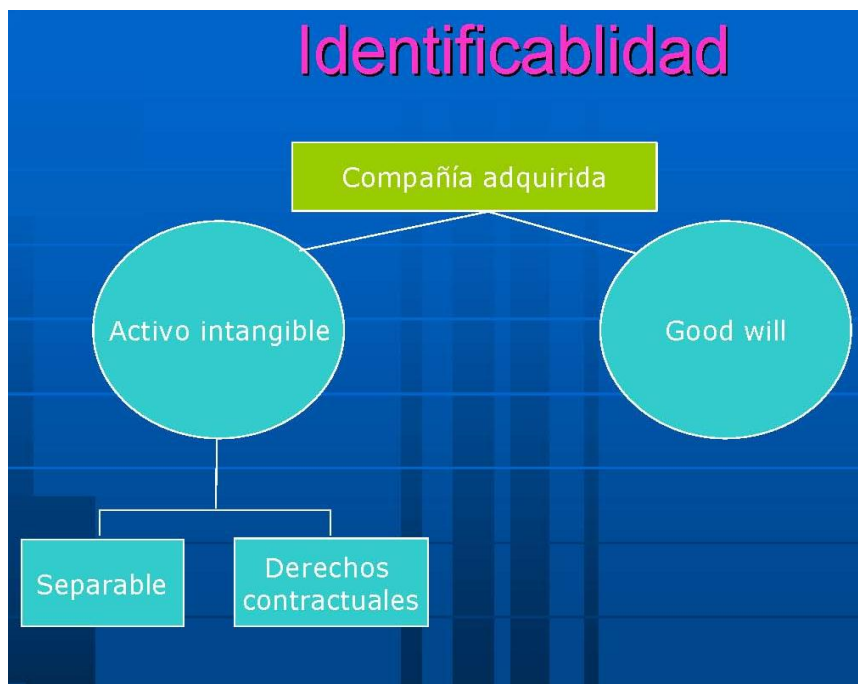 Identificablidad
Compañía adquirida
Activo intangible
Good will
Separable
Derechos
contractuales